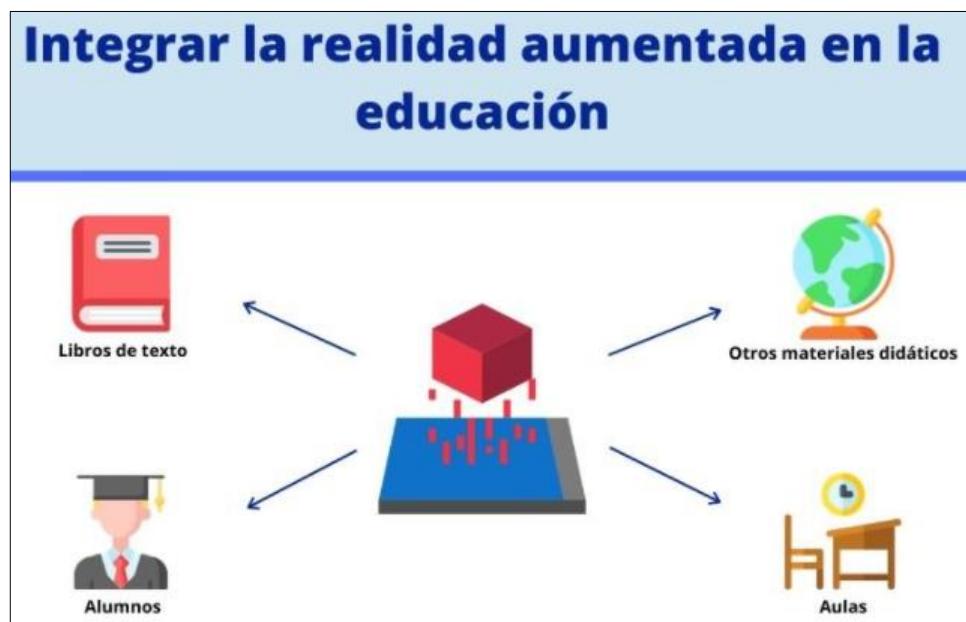 Integrar la realidad aumentada en la
educación
Libros de texto
Otros materiales didáticos
Alumnos
Aulas